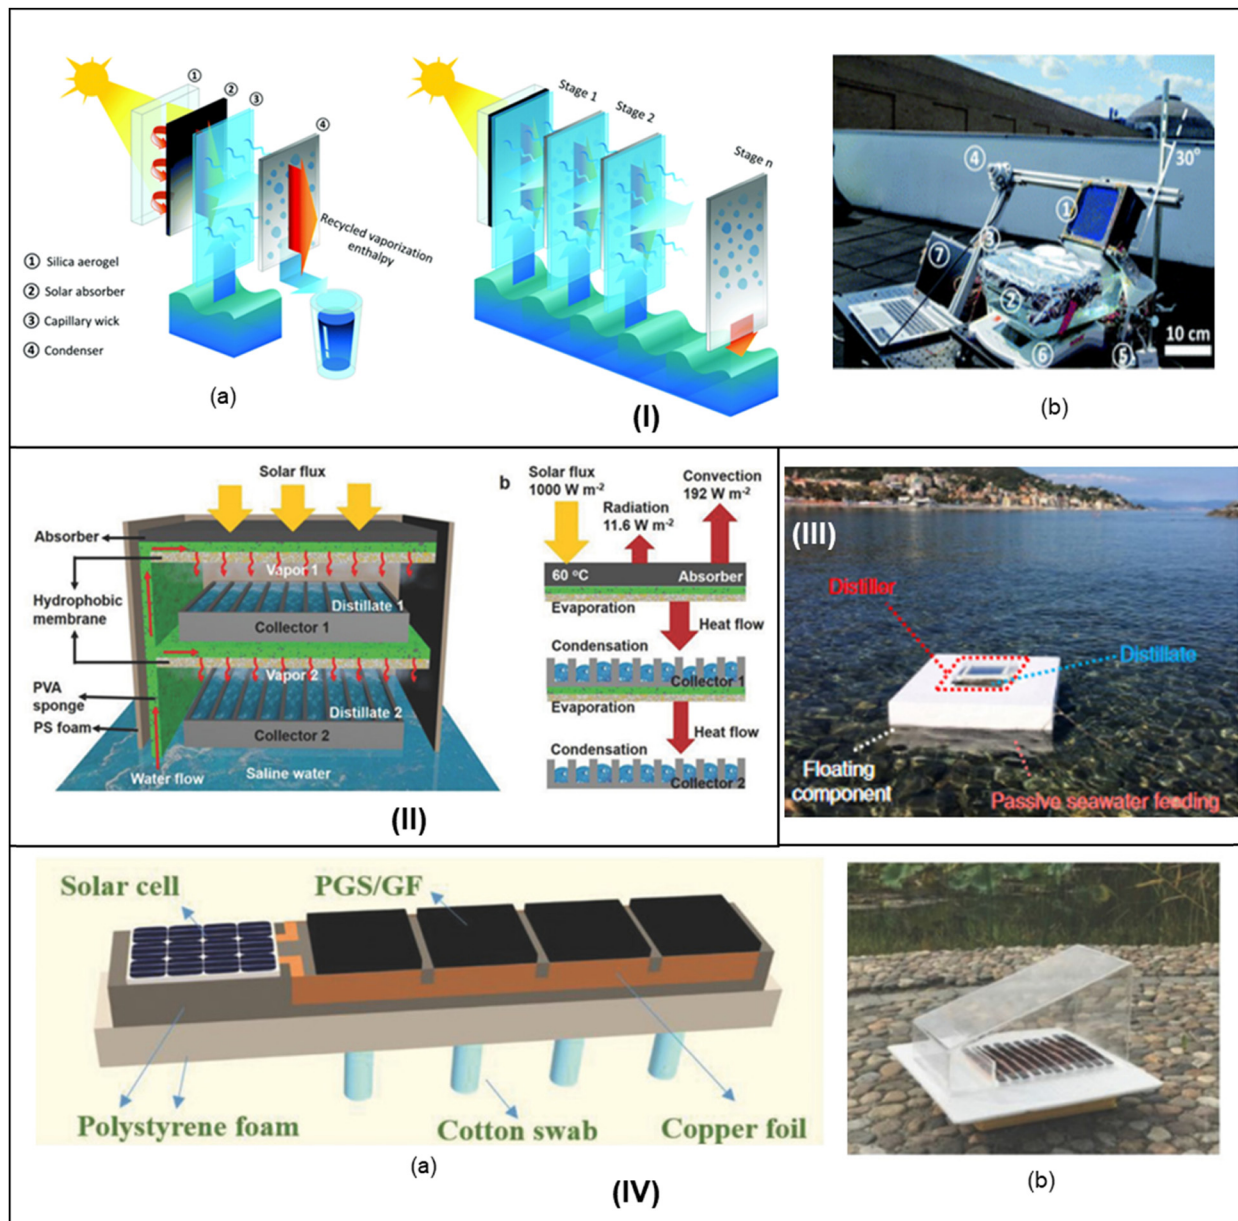 ①
②
③
④
Recycled vaporization
enthalpy
① Silica aerogel
② Solar absorber
③ Capillary wick
④ Condenser
(a)
Stage 1
Stage 2
Stage n
(I)
④
①
30°
③
⑦
②
⑥
⑤
10 cm
(b)
Solar flux
Absorber
Vapor 1
Hydrophobic
membrane
Distillate 1
Collector 1
Vapor 2
PVA
sponge
PS foam
Distillate 2
Collector 2
Water flow
Saline water
b
Solar flux
1000 W m⁻²
Convection
192 W m⁻²
Radiation
11.6 W m⁻²
60 °C
Absorber
Evaporation
Heat flow
Condensation
Collector 1
Evaporation
Heat flow
Condensation
Collector 2
(II)
(III)
Distiller
Distillate
Floating
component
Passive seawater feeding
Solar cell
PGS/GF
Polystyrene foam
Cotton swab
Copper foil
(a)
(b)
(IV)